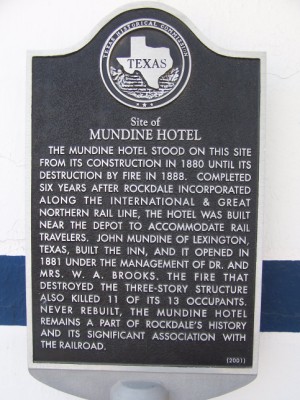 TEXAS HISTORICAL COMMISSION
TEXAS
Site of
MUNDINE HOTEL
THE MUNDINE HOTEL STOOD ON THIS SITE
FROM ITS CONSTRUCTION IN 1880 UNTIL ITS
DESTRUCTION BY FIRE IN 1888. COMPLETED
SIX YEARS AFTER ROCKDALE INCORPORATED
ALONG THE INTERNATIONAL & GREAT
NORTHERN RAIL LINE, THE HOTEL WAS BUILT
NEAR THE DEPOT TO ACCOMMODATE RAIL
TRAVELERS. JOHN MUNDINE OF LEXINGTON,
TEXAS, BUILT THE INN, AND IT OPENED IN
1881 UNDER THE MANAGEMENT OF DR. AND
MRS. W. A. BROOKS. THE FIRE THAT
DESTROYED THE THREE-STORY STRUCTURE
ALSO KILLED 11 OF ITS 13 OCCUPANTS.
NEVER REBUILT, THE MUNDINE HOTEL
REMAINS A PART OF ROCKDALE'S HISTORY
AND ITS SIGNIFICANT ASSOCIATION WITH
THE RAILROAD.
(2001)